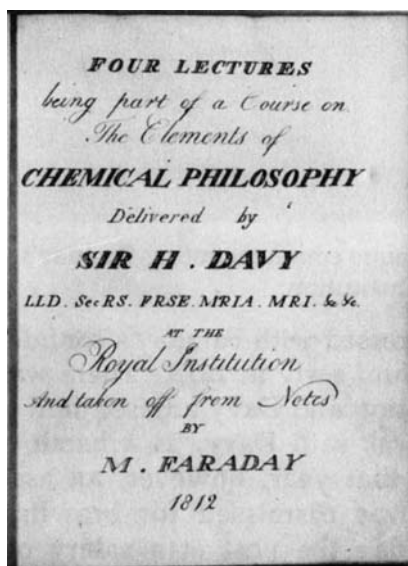 FOUR LECTURES
being part of a Course on
The Elements of
CHEMICAL PHILOSOPHY
Delivered by
SIR H. DAVY
LLD. SecRS. FRSE. MRIA. MRI. &c &c.
AT THE
Royal Institution
And taken off from Notes
BY
M. FARADAY
1812